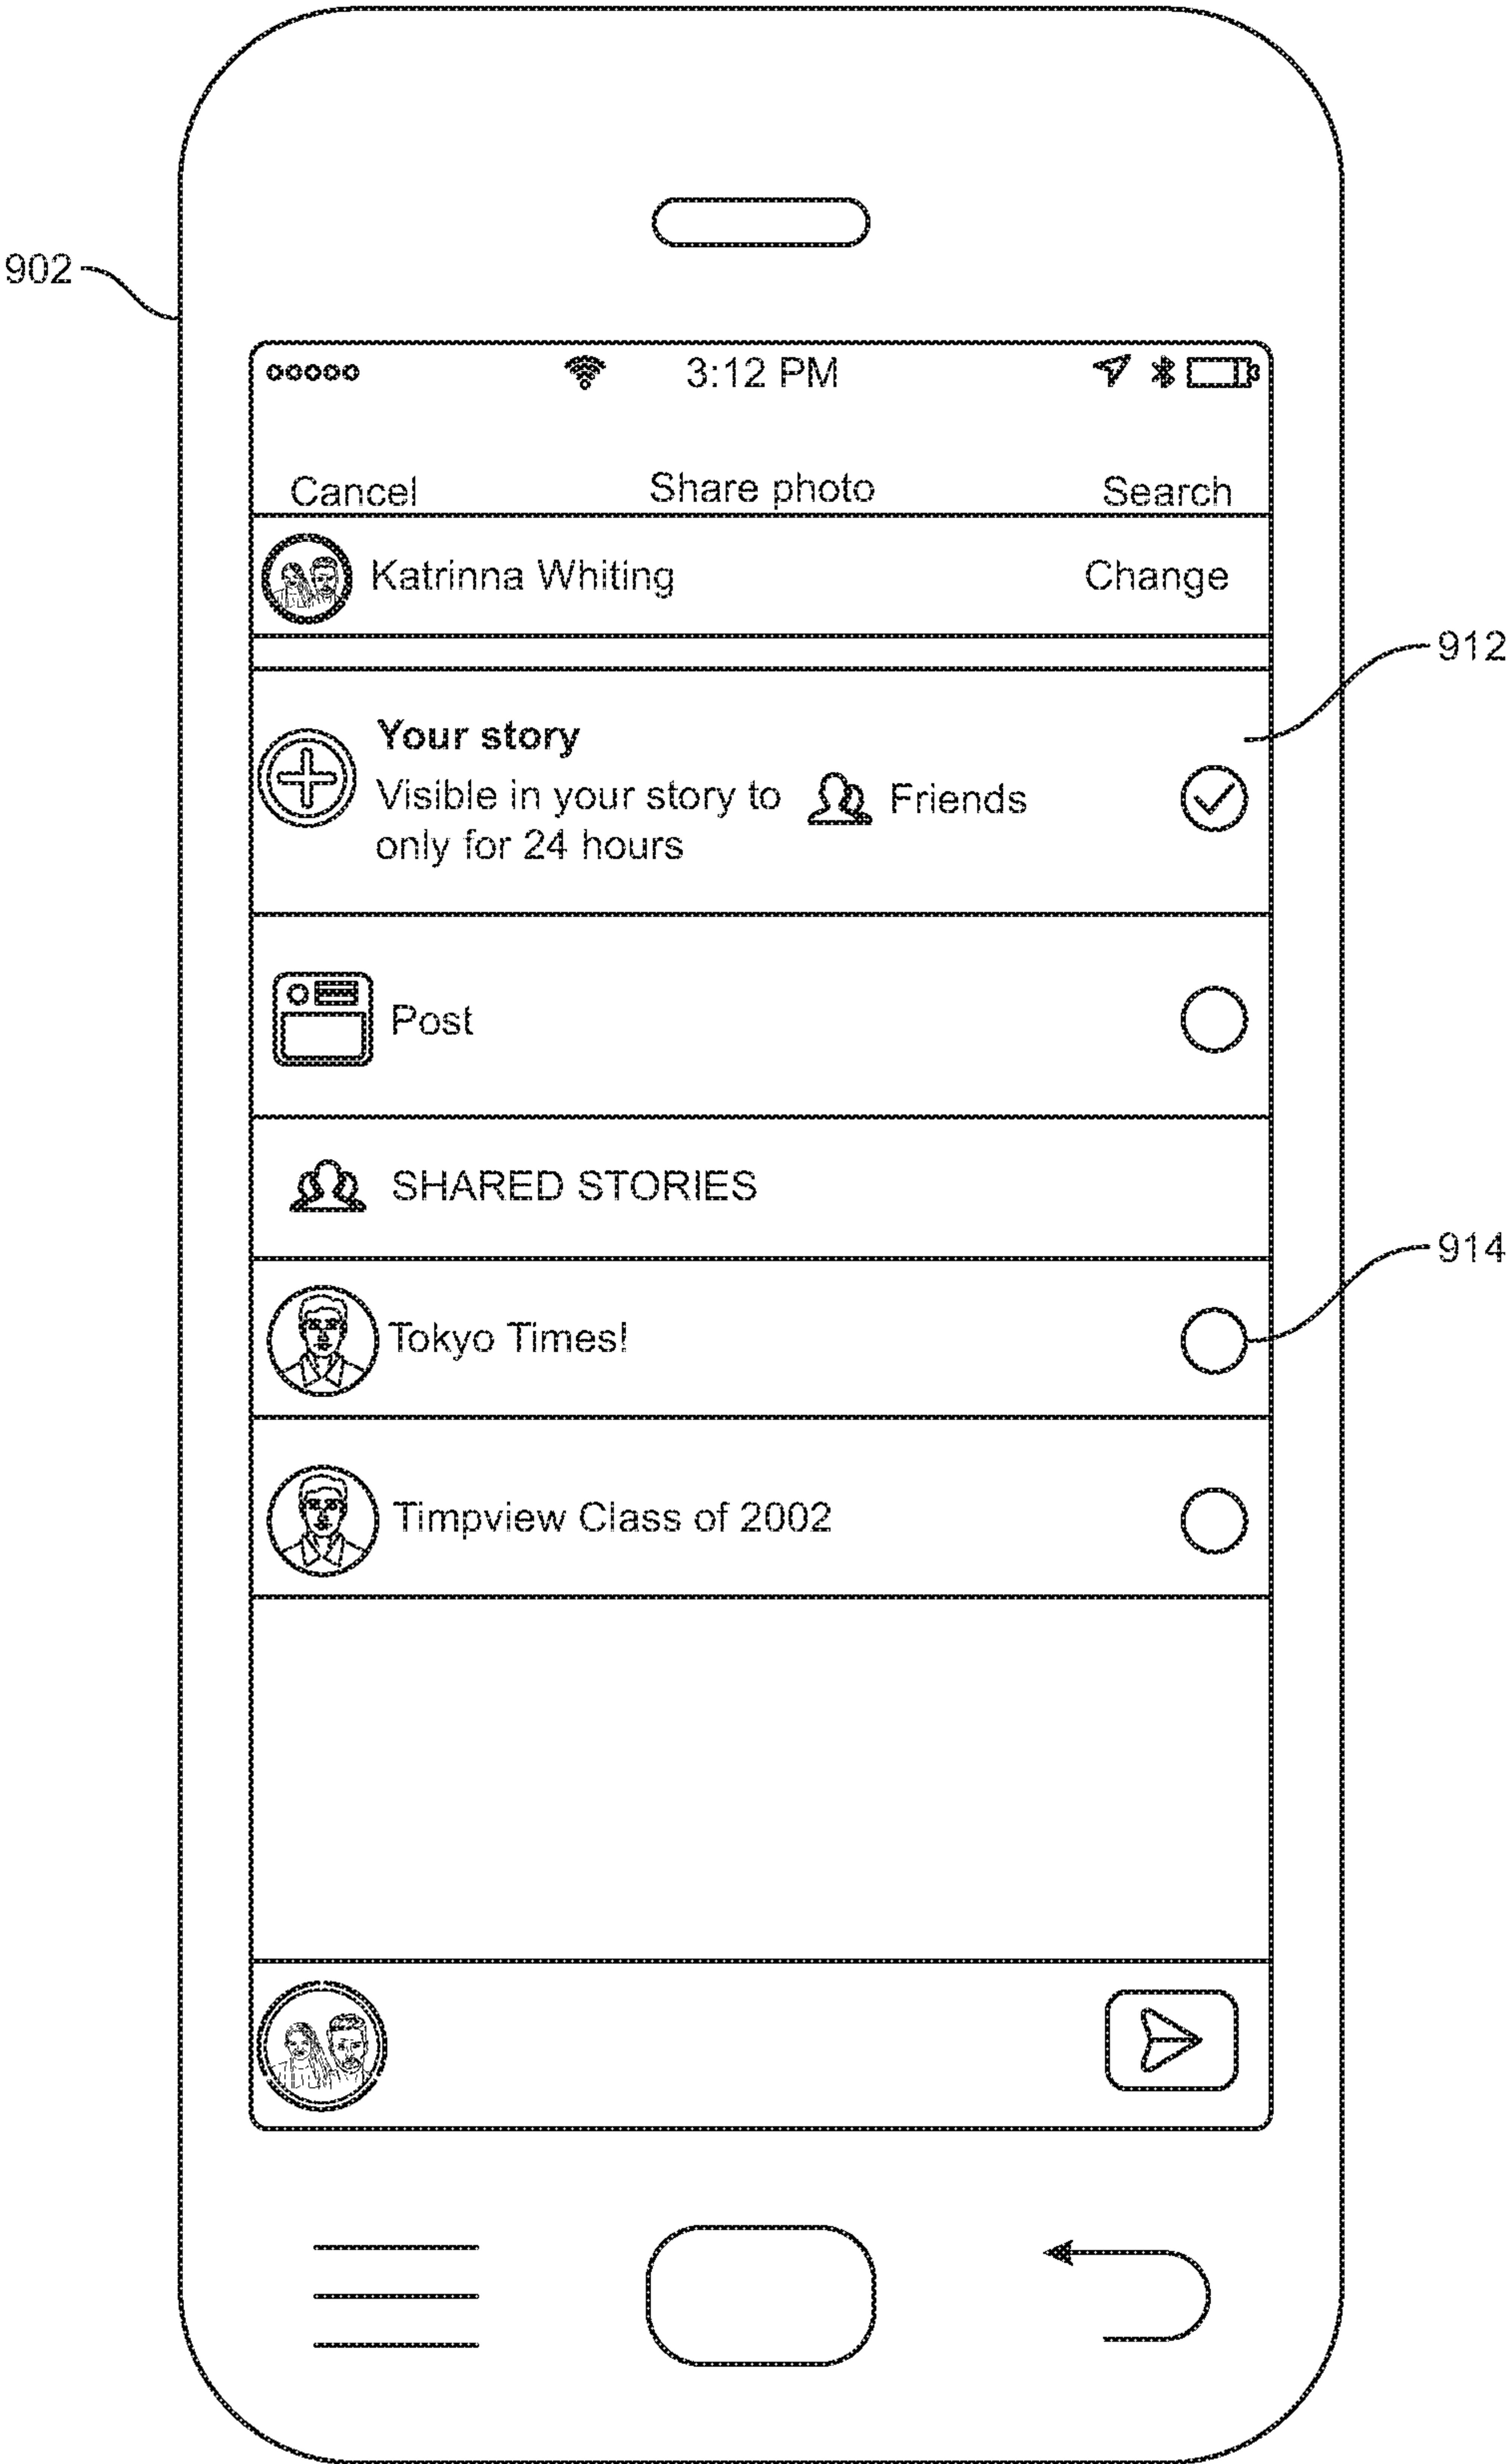 902
3:12 PM
Cancel Share photo Search
Katrinna Whiting Change
912
Your story
Visible in your story to Friends
only for 24 hours
Post
SHARED STORIES
914
Tokyo Times!
Timpview Class of 2002